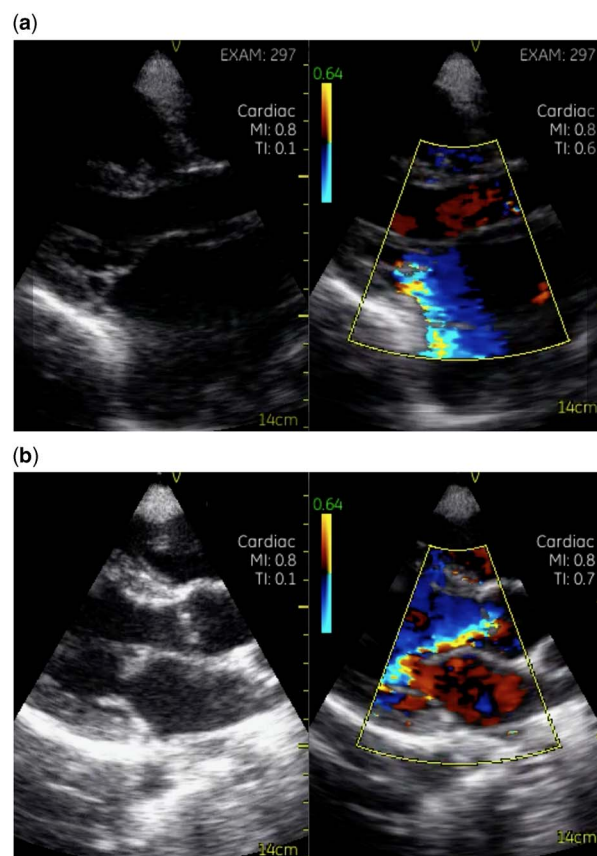 (a)
EXAM: 297
Cardiac
MI: 0.8
TI: 0.1
14cm
0.64
EXAM: 297
Cardiac
MI: 0.8
TI: 0.6
14cm
(b)
Cardiac
MI: 0.8
TI: 0.1
14cm
0.64
Cardiac
MI: 0.8
TI: 0.7
14cm